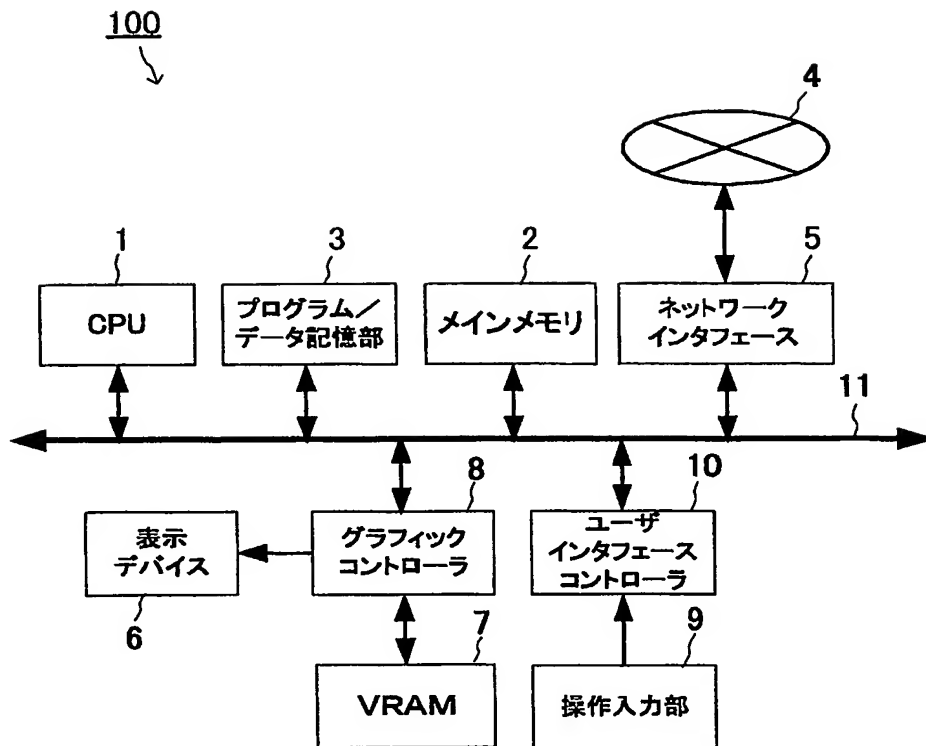 100
4
1
3
2
5
CPU
プログラム／
データ記憶部
メインメモリ
ネットワーク
インタフェース
11
8
10
表示
デバイス
グラフィック
コントローラ
ユーザ
インタフェース
コントローラ
6
7
9
VRAM
操作入力部